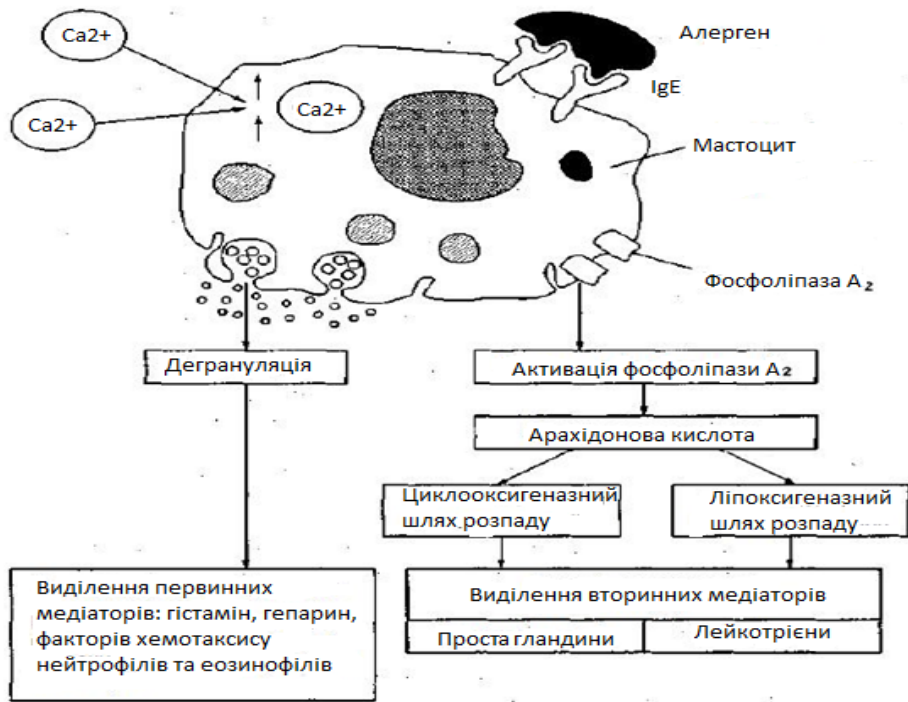 Ca2+
Ca2+
Ca2+
Алерген
IgE
Мастоцит
Фосфоліпаза А₂
Дегрануляція
Активація фосфоліпази А₂
Арахідонова кислота
Циклооксигеназний
шлях розпаду
Ліпоксигеназний
шлях розпаду
Виділення первинних
медіаторів: гістамін, гепарин,
факторів хемотаксису
нейтрофілів та еозинофілів
Виділення вторинних медіаторів
Проста гландини
Лейкотрієни